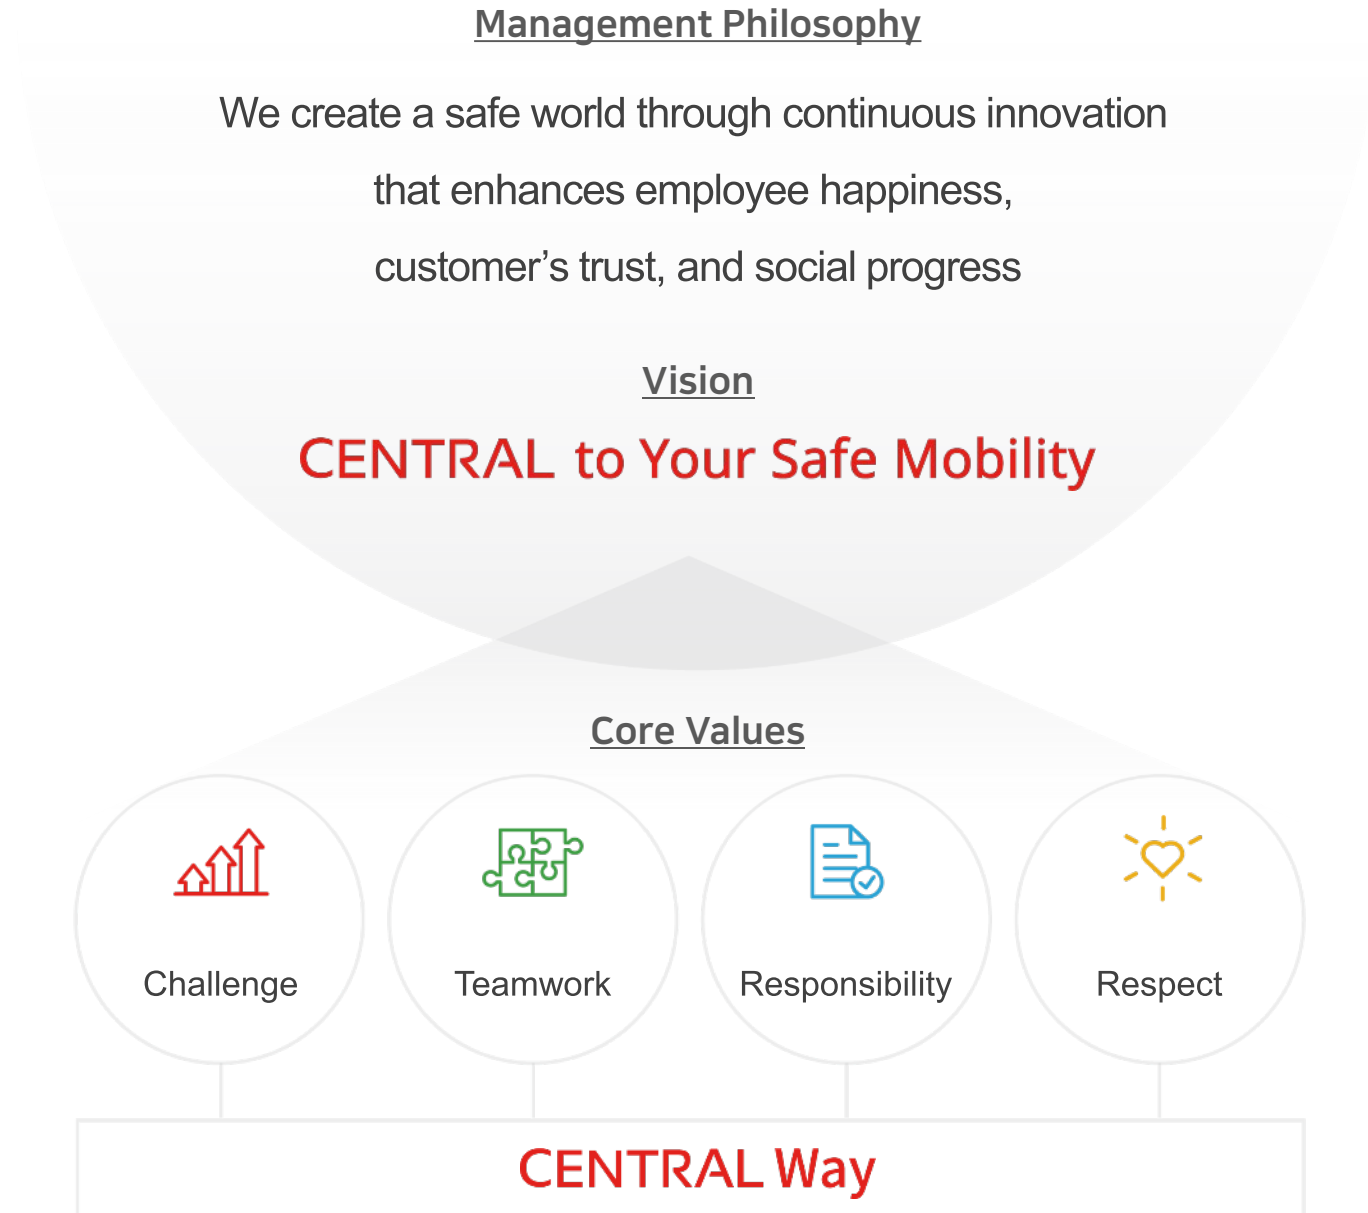 Management Philosophy
We create a safe world through continuous innovation
that enhances employee happiness,
customer’s trust, and social progress
Vision
CENTRAL to Your Safe Mobility
Core Values
Challenge
Teamwork
Responsibility
Respect
CENTRAL Way